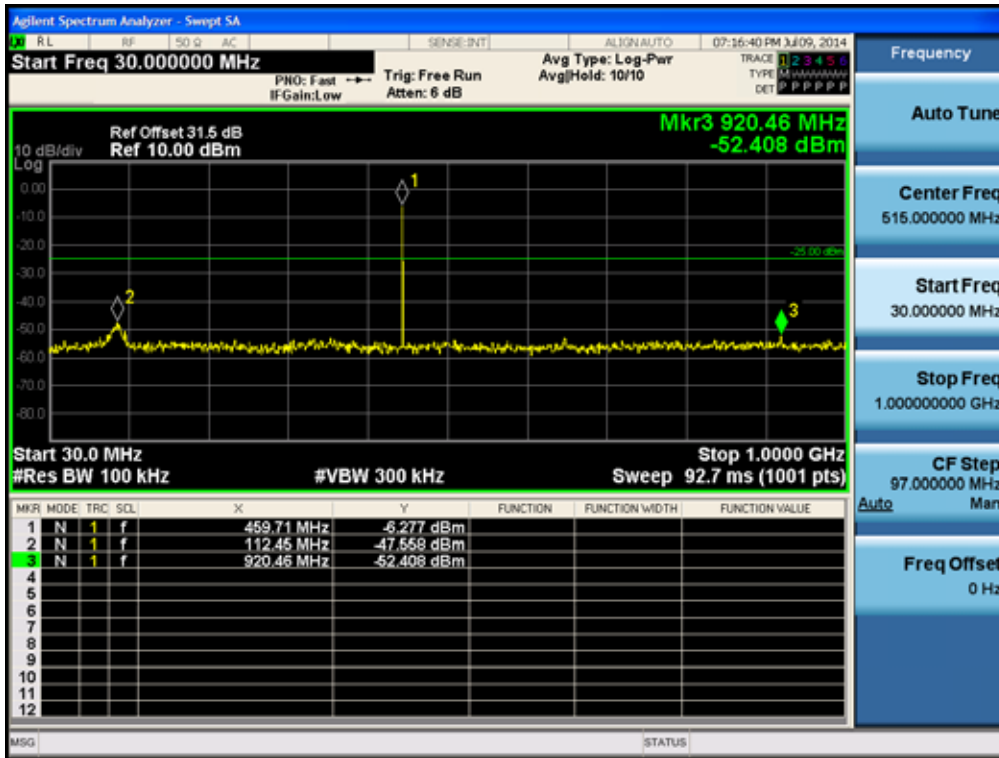 Agilent Spectrum Analyzer - Swept SA
RL RF 50 Ω AC SENSE:INT ALIGN AUTO 07:16:40 PM Jul 09, 2014
Start Freq 30.000000 MHz
PNO: Fast
IFGain:Low
Trig: Free Run
Atten: 6 dB
Avg Type: Log-Pwr
Avg|Hold: 10/10
TRACE 1 2 3 4 5 6
TYPE M
DET P P P P P P
Frequency
Auto Tune
Center Freq
515.000000 MHz
Start Freq
30.000000 MHz
Stop Freq
1.000000000 GHz
CF Step
97.000000 MHz
Auto Man
Freq Offset
0 Hz
Mkr3 920.46 MHz
-52.408 dBm
Ref Offset 31.5 dB
10 dB/div Ref 10.00 dBm
Log
0.00
-10.0
-20.0
-30.0
-40.0
-50.0
-60.0
-70.0
-80.0
1
2
3
-25.00 dBm
Start 30.0 MHz Stop 1.0000 GHz
#Res BW 100 kHz #VBW 300 kHz Sweep 92.7 ms (1001 pts)
MKR MODE TRC SCL X Y FUNCTION FUNCTION WIDTH FUNCTION VALUE
1 N 1 f 459.71 MHz -6.277 dBm
2 N 1 f 112.45 MHz -47.558 dBm
3 N 1 f 920.46 MHz -52.408 dBm
4
5
6
7
8
9
10
11
12
MSG STATUS